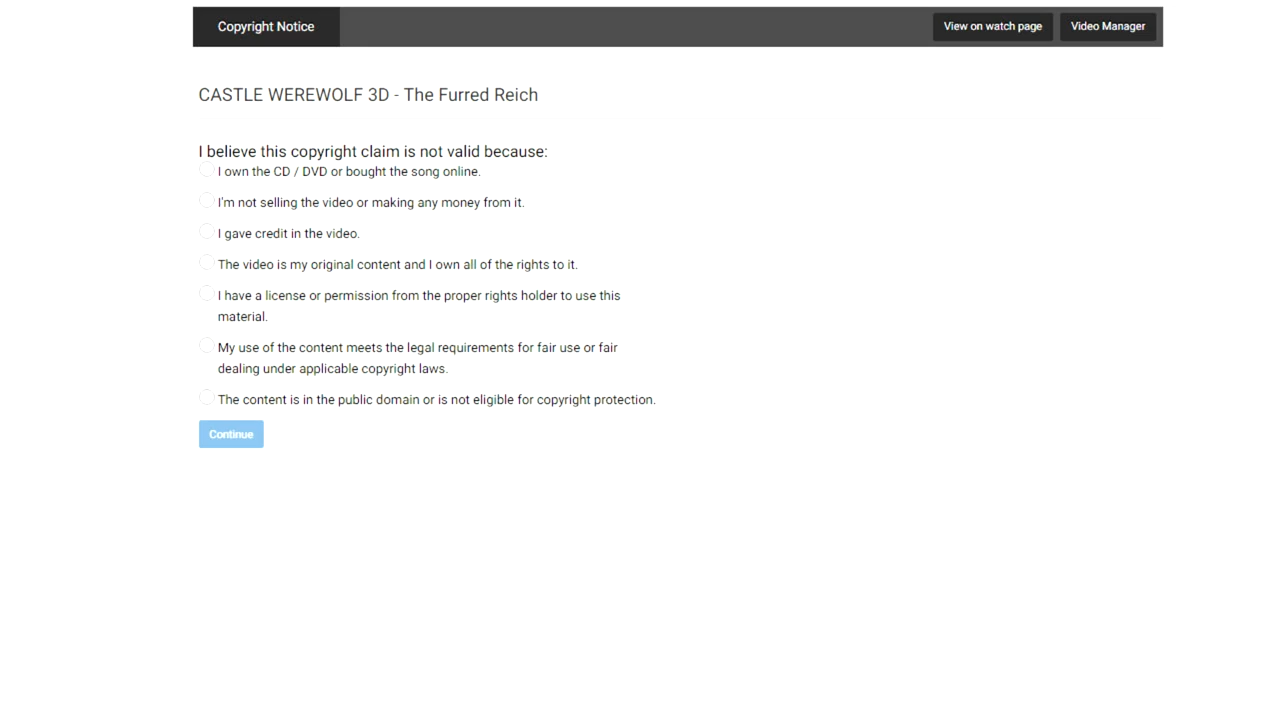 Copyright Notice
View on watch page
Video Manager
CASTLE WEREWOLF 3D - The Furred Reich
I believe this copyright claim is not valid because:
I own the CD / DVD or bought the song online.
I'm not selling the video or making any money from it.
I gave credit in the video.
The video is my original content and I own all of the rights to it.
I have a license or permission from the proper rights holder to use this
material.
My use of the content meets the legal requirements for fair use or fair
dealing under applicable copyright laws.
The content is in the public domain or is not eligible for copyright protection.
Continue